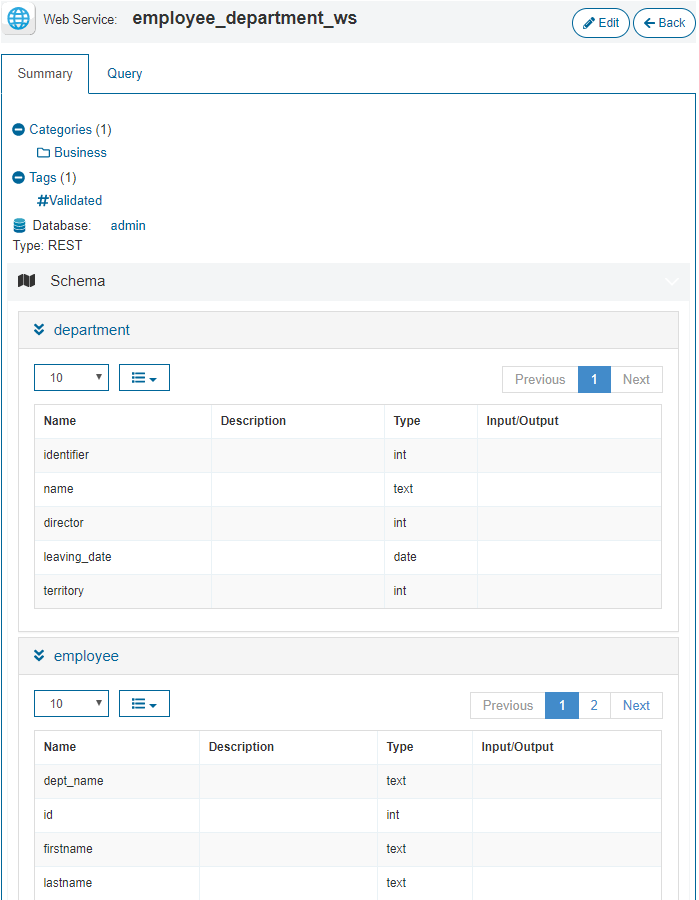 Web Service: employee_department_ws Edit Back
Summary Query
Categories (1)
Business
Tags (1)
#Validated
Database: admin
Type: REST
Schema
department
10 Previous 1 Next
Name Description Type Input/Output
identifier int
name text
director int
leaving_date date
territory int
employee
10 Previous 1 2 Next
Name Description Type Input/Output
dept_name text
id int
firstname text
lastname text